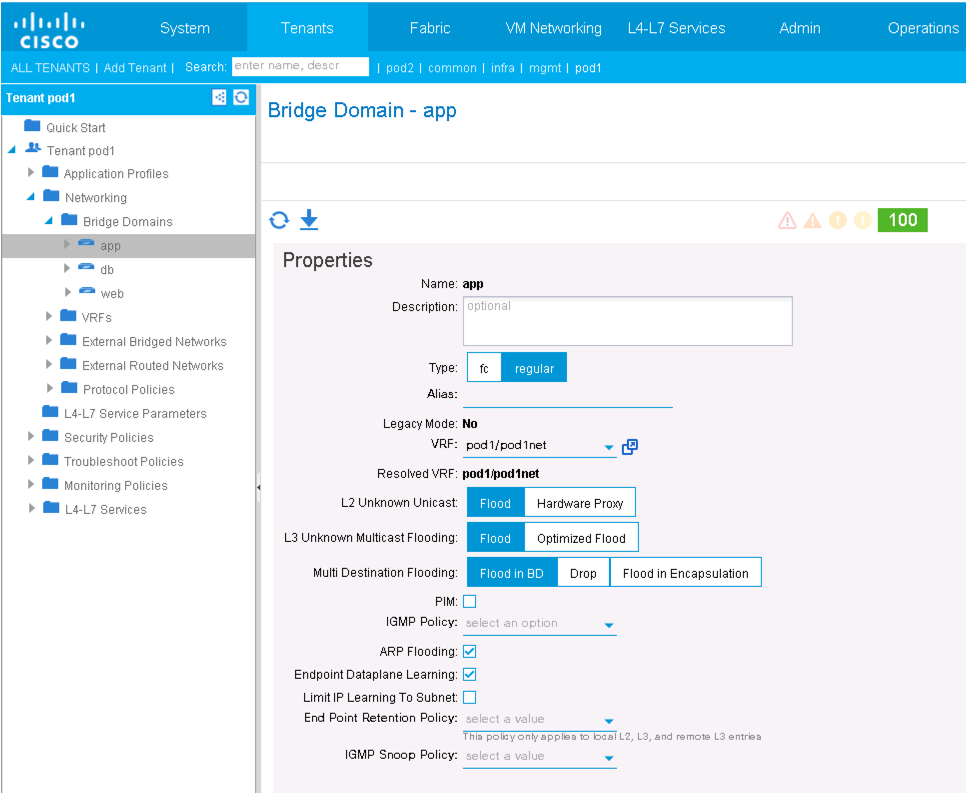 CISCO
System
Tenants
Fabric
VM Networking
L4-L7 Services
Admin
Operations
ALL TENANTS | Add Tenant | Search: enter name, descr | pod2 | common | infra | mgmt | pod1
Tenant pod1
Quick Start
Tenant pod1
Application Profiles
Networking
Bridge Domains
app
db
web
VRFs
External Bridged Networks
External Routed Networks
Protocol Policies
L4-L7 Service Parameters
Security Policies
Troubleshoot Policies
Monitoring Policies
L4-L7 Services
Bridge Domain - app
100
Properties
Name: app
Description: optional
Type: fc regular
Alias:
Legacy Mode: No
VRF: pod1/pod1net
Resolved VRF: pod1/pod1net
L2 Unknown Unicast: Flood Hardware Proxy
L3 Unknown Multicast Flooding: Flood Optimized Flood
Multi Destination Flooding: Flood in BD Drop Flood in Encapsulation
PIM:
IGMP Policy: select an option
ARP Flooding:
Endpoint Dataplane Learning:
Limit IP Learning To Subnet:
End Point Retention Policy: select a value
This policy only applies to local L2, L3, and remote L3 entries
IGMP Snoop Policy: select a value